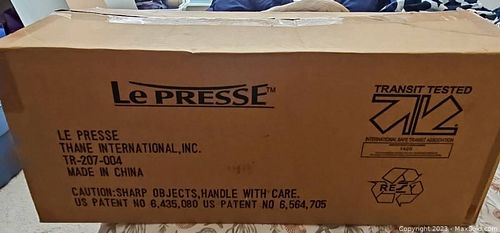 LE PRESSE™
LE PRESSE
THANE INTERNATIONAL,INC.
TR-207-004
MADE IN CHINA
CAUTION:SHARP OBJECTS,HANDLE WITH CARE.
US PATENT NO 6,435,080 US PATENT NO 6,564,705
TRANSIT TESTED
INTERNATIONAL SAFE TRANSIT ASSOCIATION
RESY
Copyright 2023 - MaxSold.com